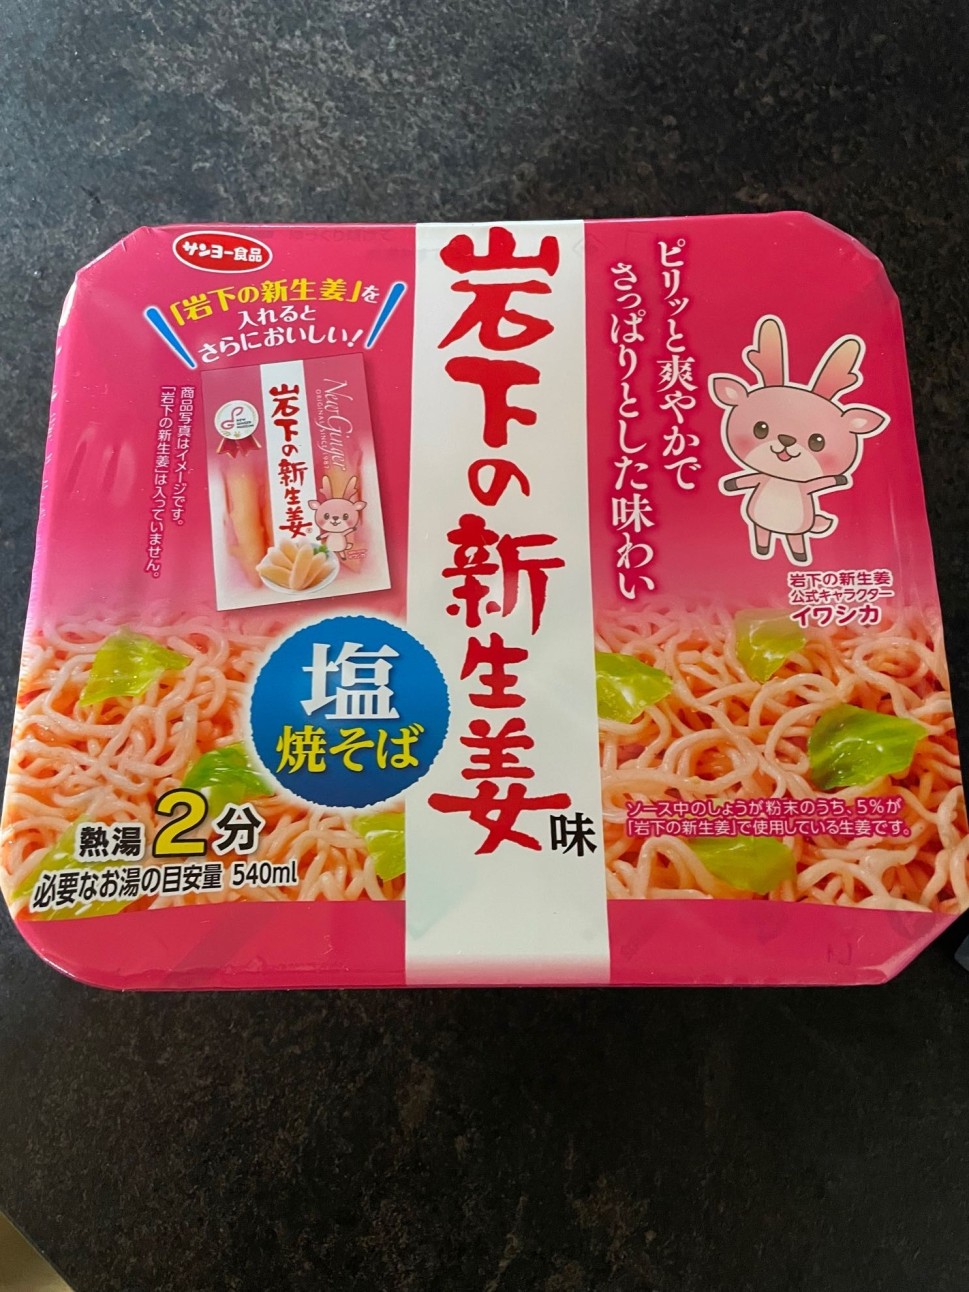 サンヨー食品
「岩下の新生姜」を
入れると
さらにおいしい!
商品写真はイメージです。
「岩下の新生姜」は入っていません。
New Ginger
岩下の新生姜
岩下の新生姜味
ピリッと爽やかで
さっぱりとした味わい
岩下の新生姜
公式キャラクター
イワシカ
塩
焼そば
熱湯2分
必要なお湯の目安量 540ml
ソース中のしょうが粉末のうち、5%が
「岩下の新生姜」で使用している生姜です。